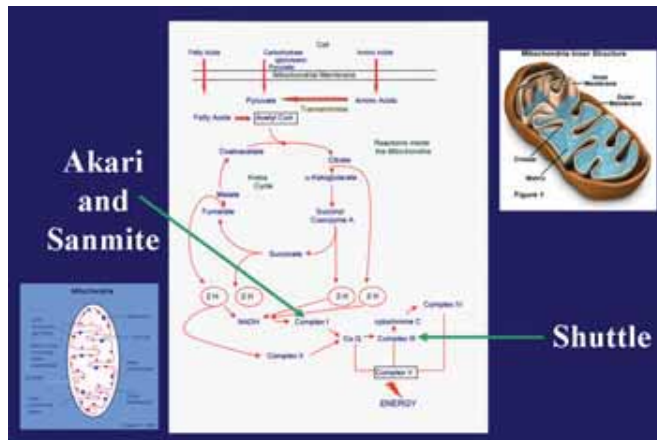 Cell
Fatty Acids
Carbohydrate
(glycolysis)
Pyruvate
Amino Acids
Mitochondrial Membrane
Pyruvate
Amino Acids
Transaminase
Fatty Acids
Acetyl CoA
Reactions inside
the Mitochondria
Oxaloacetate
Citrate
Krebs
Cycle
α-Ketoglutarate
Malate
Fumarate
Succinyl
Coenzyme A
Succinate
2 H
2 H
2 H
2 H
NADH
Complex I
Complex II
Co Q
Complex III
cytochrome C
Complex IV
Complex V
ENERGY
Akari
and
Sanmite
Shuttle
Mitochondria Inner Structure
Inner
Membrane
Outer
Membrane
Cristae
Matrix
Figure 1
Mitochondria